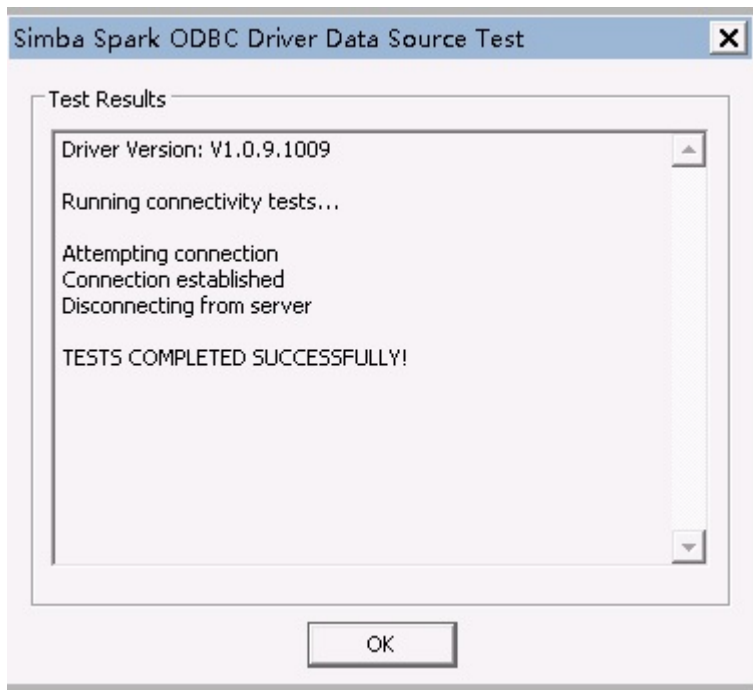 Simba Spark ODBC Driver Data Source Test
Test Results
Driver Version: V1.0.9.1009
Running connectivity tests...
Attempting connection
Connection established
Disconnecting from server
TESTS COMPLETED SUCCESSFULLY!
OK